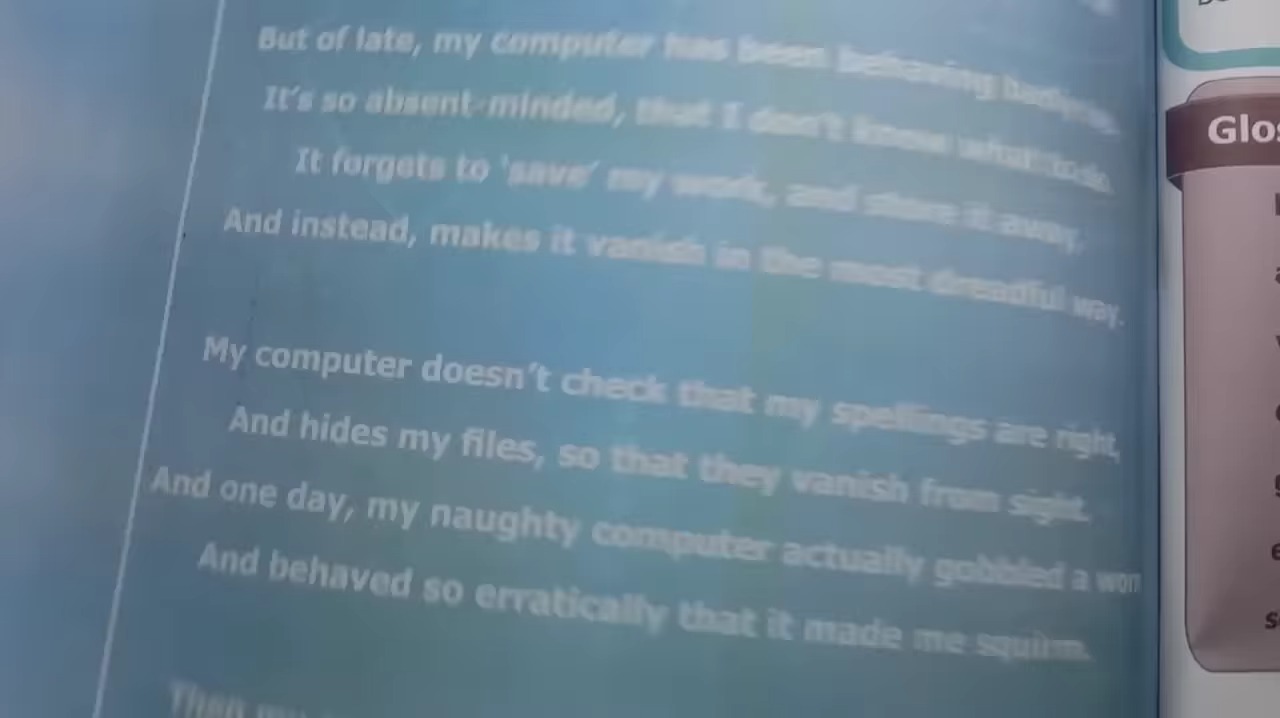 But of late, my computer has been behaving badly,
It's so absent-minded, that I don't know what to do.
It forgets to 'save' my work, and store it away,
And instead, makes it vanish in the most dreadful way.
My computer doesn't check that my spellings are right,
And hides my files, so that they vanish from sight.
And one day, my naughty computer actually gobbled a wor
And behaved so erratically that it made me squirm.
Then my
Glos